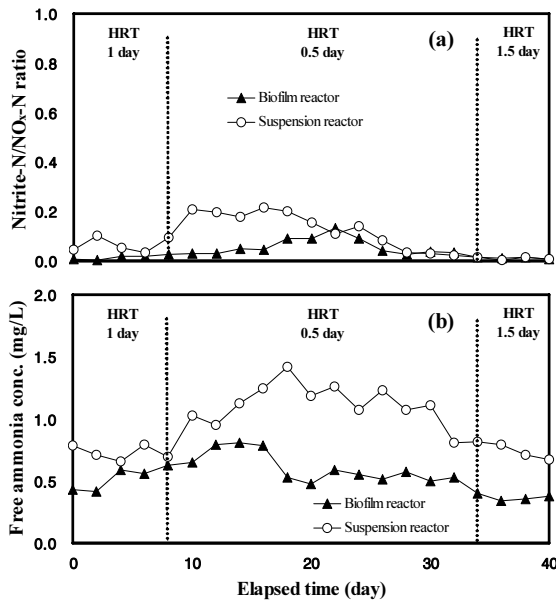 HRT
1 day
HRT
0.5 day
(a)
HRT
1.5 day
Biofilm reactor
Suspension reactor
Nitrite-N/NOx-N ratio
1.0
0.8
0.6
0.4
0.2
0.0
HRT
1 day
HRT
0.5 day
(b)
HRT
1.5 day
Biofilm reactor
Suspension reactor
Free ammonia conc. (mg/L)
2.0
1.5
1.0
0.5
0.0
0 10 20 30 40
Elapsed time (day)